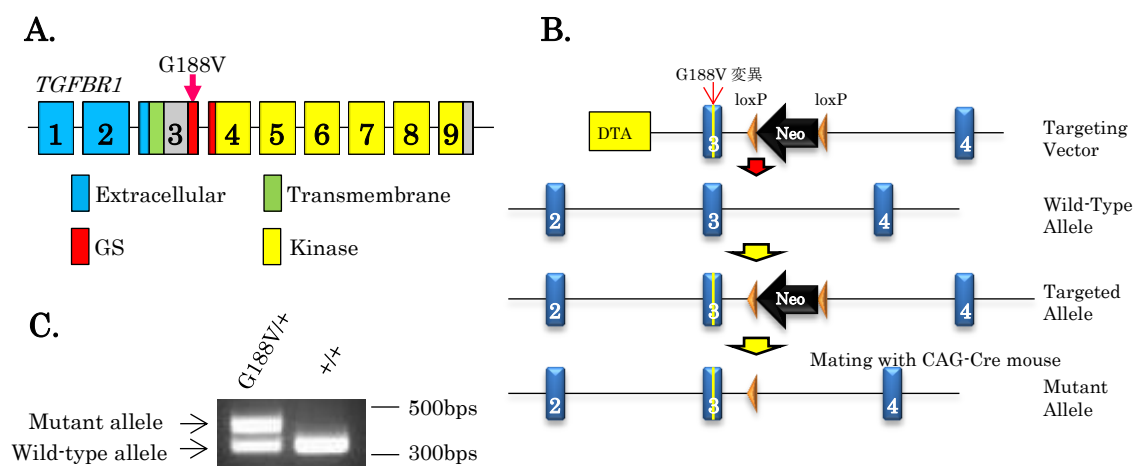 A.
G188V
TGFBR1
1 2 3 4 5 6 7 8 9
Extracellular
Transmembrane
GS
Kinase
B.
G188V 変異
loxP loxP
DTA
3 Neo 4
Targeting
Vector
2 3 4
Wild-Type
Allele
2 3 Neo 4
Targeted
Allele
Mating with CAG-Cre mouse
2 3 4
Mutant
Allele
C.
G188V/+
+/+
Mutant allele
Wild-type allele
500bps
300bps